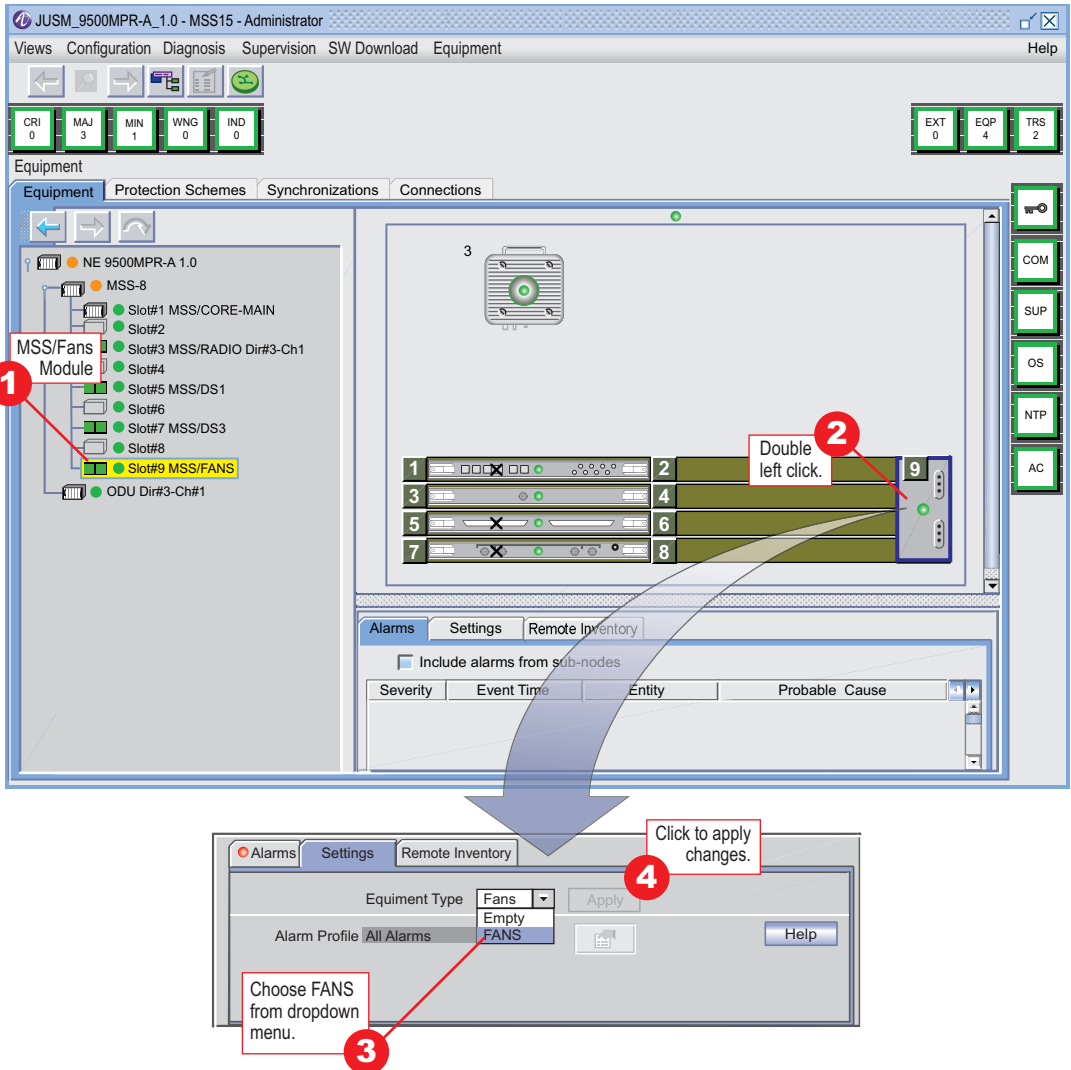 JUSM_9500MPR-A_1.0 - MSS15 - Administrator
Views Configuration Diagnosis Supervision SW Download Equipment Help
CRI 0
MAJ 3
MIN 1
WNG 0
IND 0
EXT 0
EQP 4
TRS 2
Equipment
Equipment Protection Schemes Synchronizations Connections
NE 9500MPR-A 1.0
MSS-8
Slot#1 MSS/CORE-MAIN
Slot#2
Slot#3 MSS/RADIO Dir#3-Ch1
Slot#4
Slot#5 MSS/DS1
Slot#6
Slot#7 MSS/DS3
Slot#8
Slot#9 MSS/FANS
ODU Dir#3-Ch#1
MSS/Fans
Module
1
3
Double
left click.
2
1 2 9
3 4
5 6
7 8
COM
SUP
OS
NTP
AC
Alarms Settings Remote Inventory
Include alarms from sub-nodes
Severity Event Time Entity Probable Cause
Alarms Settings Remote Inventory
Click to apply
changes.
4
Equiment Type Fans Apply
Empty
FANS
Alarm Profile All Alarms Help
Choose FANS
from dropdown
menu.
3